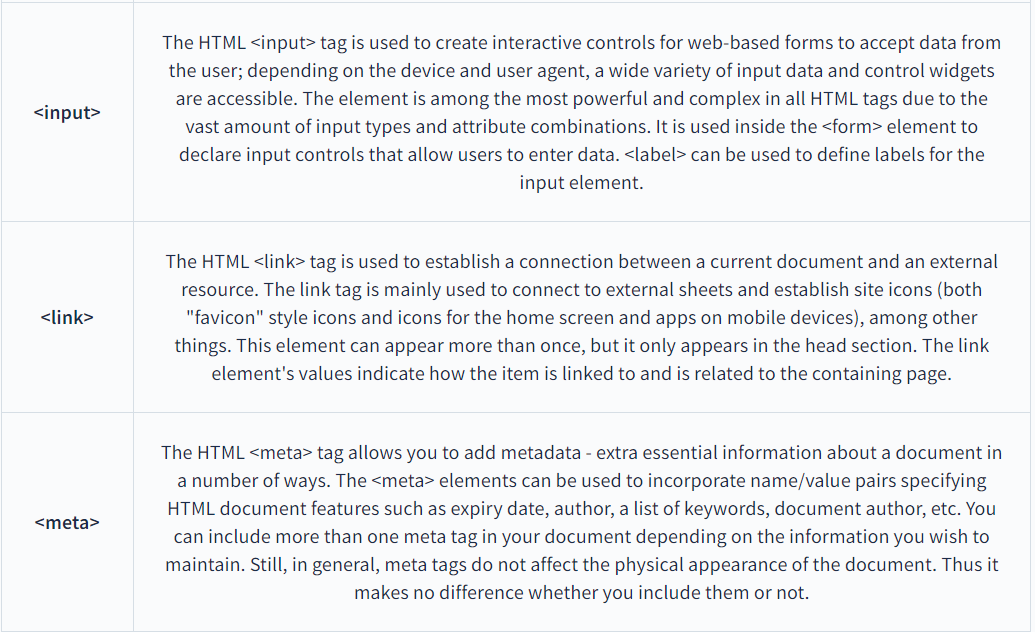 <input>
The HTML <input> tag is used to create interactive controls for web-based forms to accept data from
the user; depending on the device and user agent, a wide variety of input data and control widgets
are accessible. The element is among the most powerful and complex in all HTML tags due to the
vast amount of input types and attribute combinations. It is used inside the <form> element to
declare input controls that allow users to enter data. <label> can be used to define labels for the
input element.
<link>
The HTML <link> tag is used to establish a connection between a current document and an external
resource. The link tag is mainly used to connect to external sheets and establish site icons (both
"favicon" style icons and icons for the home screen and apps on mobile devices), among other
things. This element can appear more than once, but it only appears in the head section. The link
element's values indicate how the item is linked to and is related to the containing page.
<meta>
The HTML <meta> tag allows you to add metadata - extra essential information about a document in
a number of ways. The <meta> elements can be used to incorporate name/value pairs specifying
HTML document features such as expiry date, author, a list of keywords, document author, etc. You
can include more than one meta tag in your document depending on the information you wish to
maintain. Still, in general, meta tags do not affect the physical appearance of the document. Thus it
makes no difference whether you include them or not.